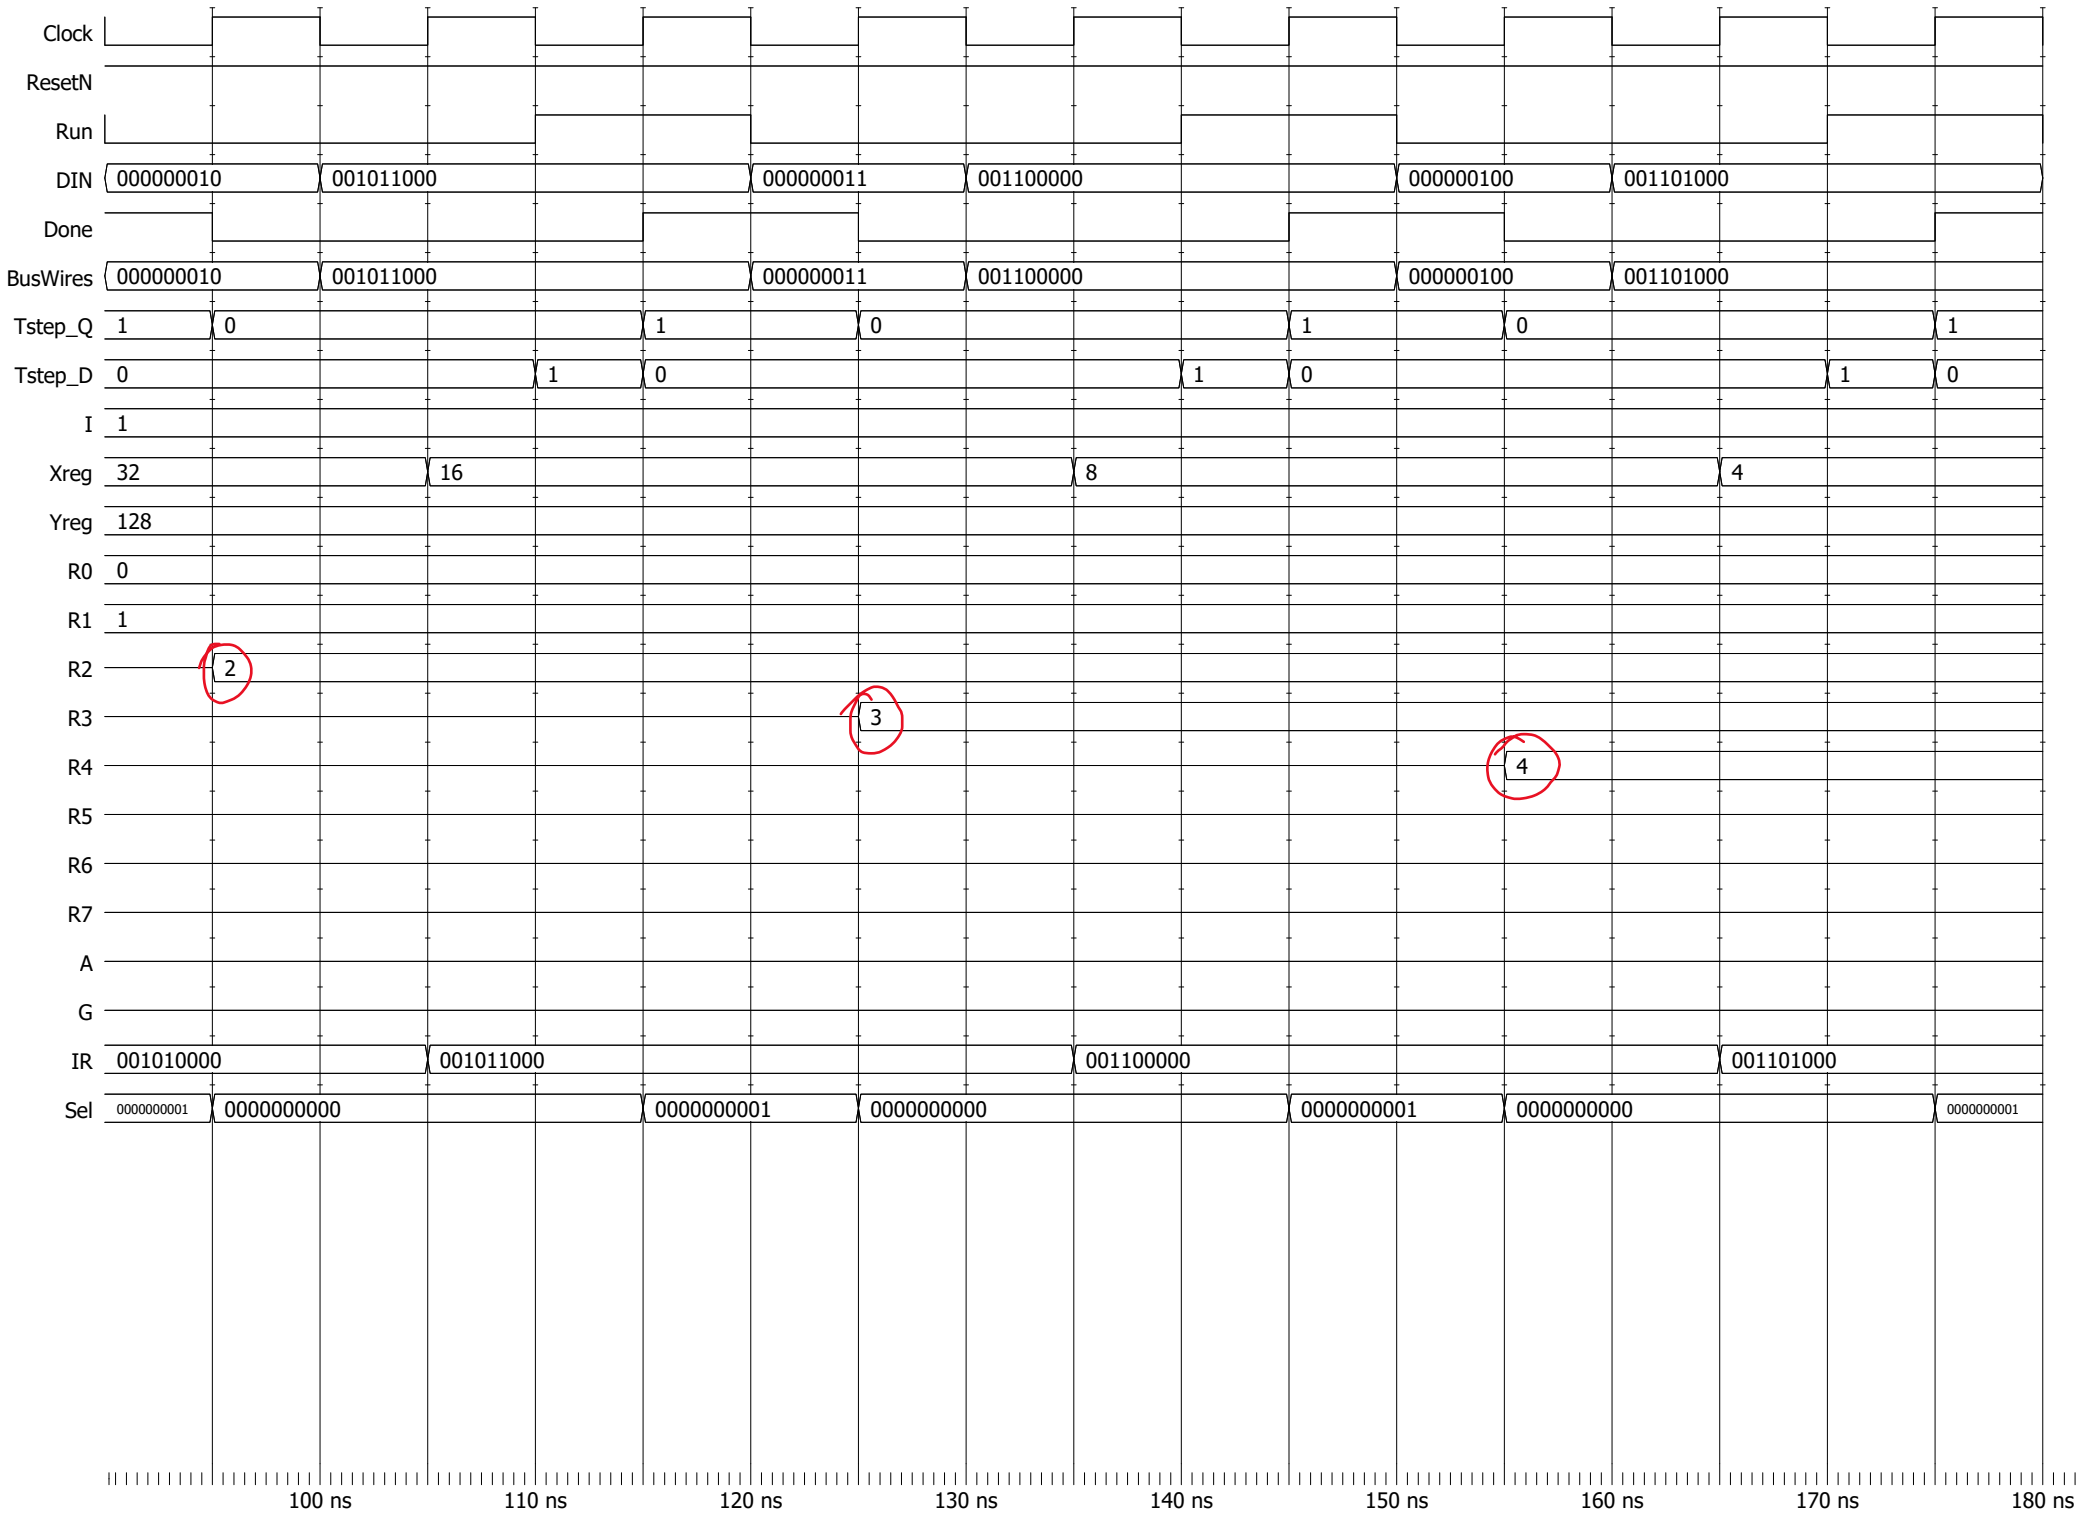 Clock
ResetN
Run
DIN 000000010 001011000 000000011 001100000 000000100 001101000
Done
BusWires 000000010 001011000 000000011 001100000 000000100 001101000
Tstep_Q 1 0 1 0 1 0 1
Tstep_D 0 1 0 1 0 1 0
I 1
Xreg 32 16 8 4
Yreg 128
R0 0
R1 1
R2 2
R3 3
R4 4
R5
R6
R7
A
G
IR 001010000 001011000 001100000 001101000
Sel 0000000001 0000000000 0000000001 0000000000 0000000001 0000000000 0000000001
100 ns 110 ns 120 ns 130 ns 140 ns 150 ns 160 ns 170 ns 180 ns